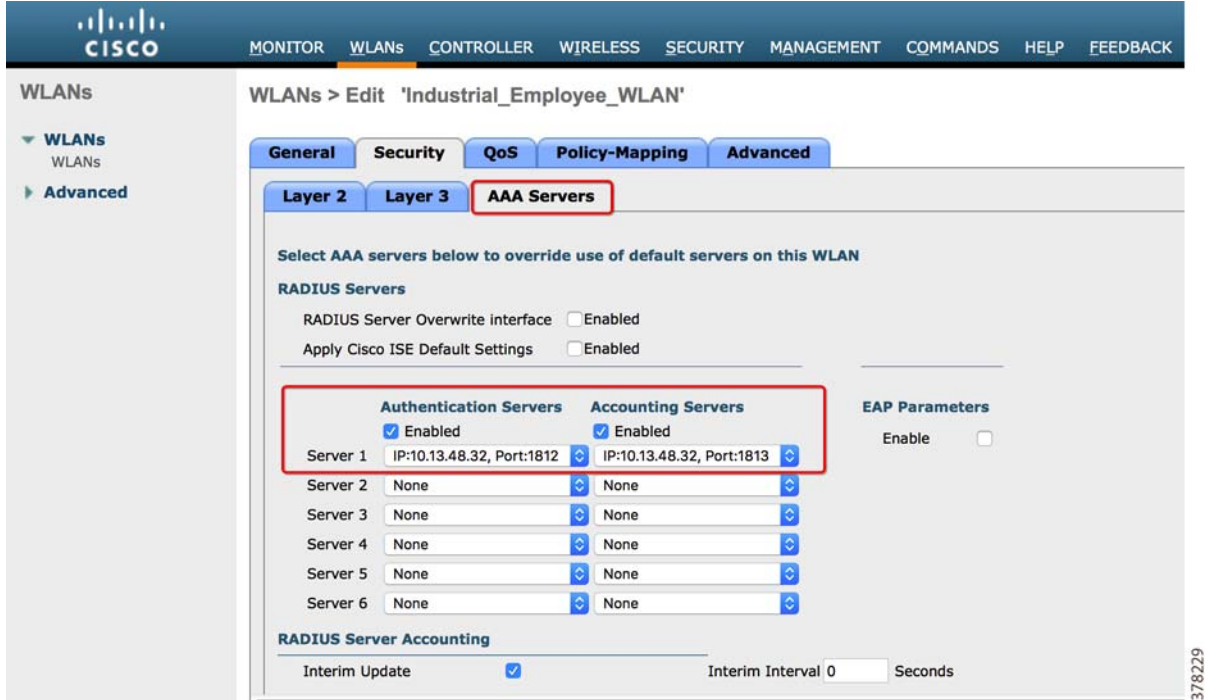 CISCO
MONITOR WLANs CONTROLLER WIRELESS SECURITY MANAGEMENT COMMANDS HELP FEEDBACK
WLANs
WLANs > Edit 'Industrial_Employee_WLAN'
WLANs
WLANs
Advanced
General Security QoS Policy-Mapping Advanced
Layer 2 Layer 3 AAA Servers
Select AAA servers below to override use of default servers on this WLAN
RADIUS Servers
RADIUS Server Overwrite interface Enabled
Apply Cisco ISE Default Settings Enabled
Authentication Servers Accounting Servers EAP Parameters
Enabled Enabled Enable
Server 1 IP:10.13.48.32, Port:1812 IP:10.13.48.32, Port:1813
Server 2 None None
Server 3 None None
Server 4 None None
Server 5 None None
Server 6 None None
RADIUS Server Accounting
Interim Update Interim Interval 0 Seconds
378229